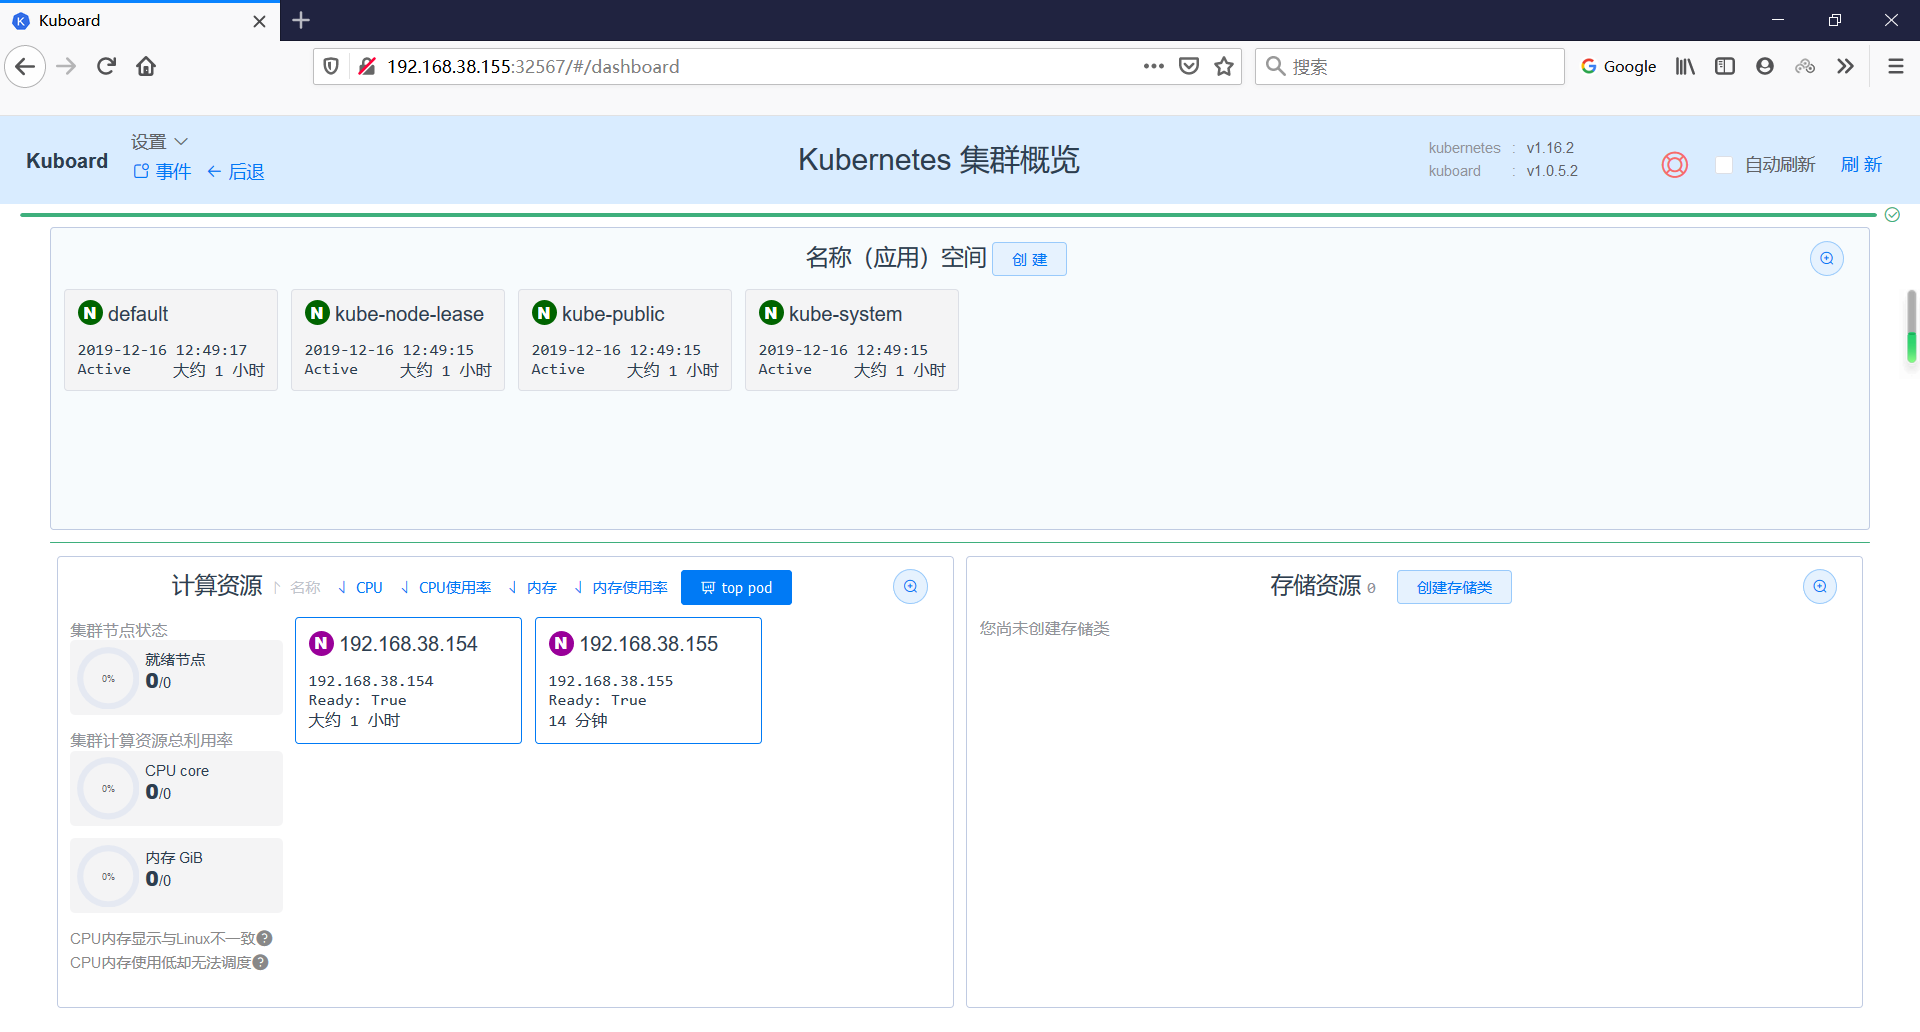 Kuboard
192.168.38.155:32567/#/dashboard
搜索
Google
Kuboard
设置
事件 后退
Kubernetes 集群概览
kubernetes : v1.16.2
kuboard : v1.0.5.2
自动刷新 刷 新
名称（应用）空间 创 建
N default
2019-12-16 12:49:17
Active 大约 1 小时
N kube-node-lease
2019-12-16 12:49:15
Active 大约 1 小时
N kube-public
2019-12-16 12:49:15
Active 大约 1 小时
N kube-system
2019-12-16 12:49:15
Active 大约 1 小时
计算资源 名称 CPU CPU使用率 内存 内存使用率 top pod
集群节点状态
0%
就绪节点
0/0
集群计算资源总利用率
0%
CPU core
0/0
0%
内存 GiB
0/0
CPU内存显示与Linux不一致?
CPU内存使用低却无法调度?
N 192.168.38.154
192.168.38.154
Ready: True
大约 1 小时
N 192.168.38.155
192.168.38.155
Ready: True
14 分钟
存储资源 0 创建存储类
您尚未创建存储类